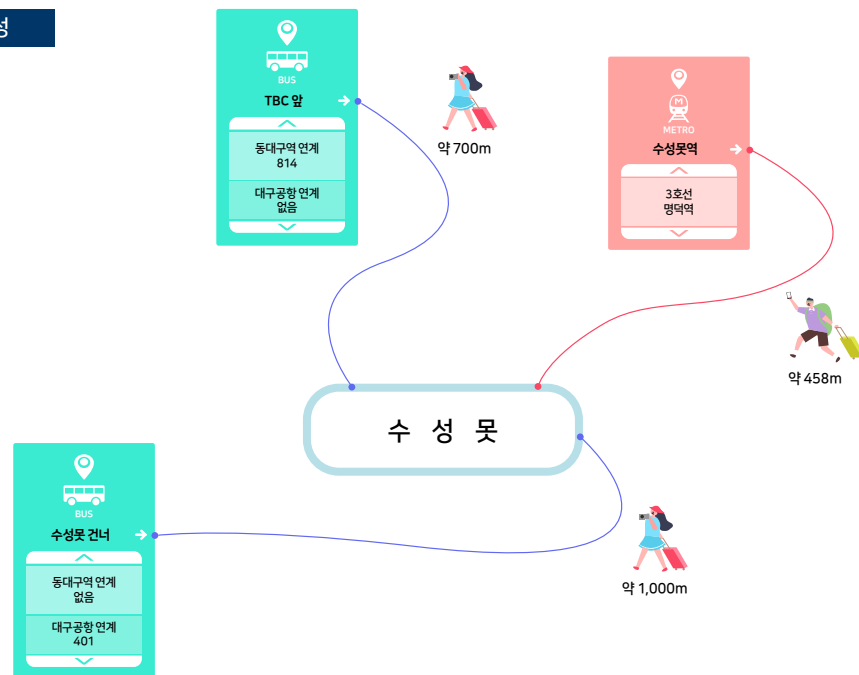 성
BUS
TBC 앞
동대구역 연계
814
대구공항 연계
없음
약 700m
M
METRO
수성못역
3호선
명덕역
약 458m
수 성 못
BUS
수성못 건너
동대구역 연계
없음
대구공항 연계
401
약 1,000m